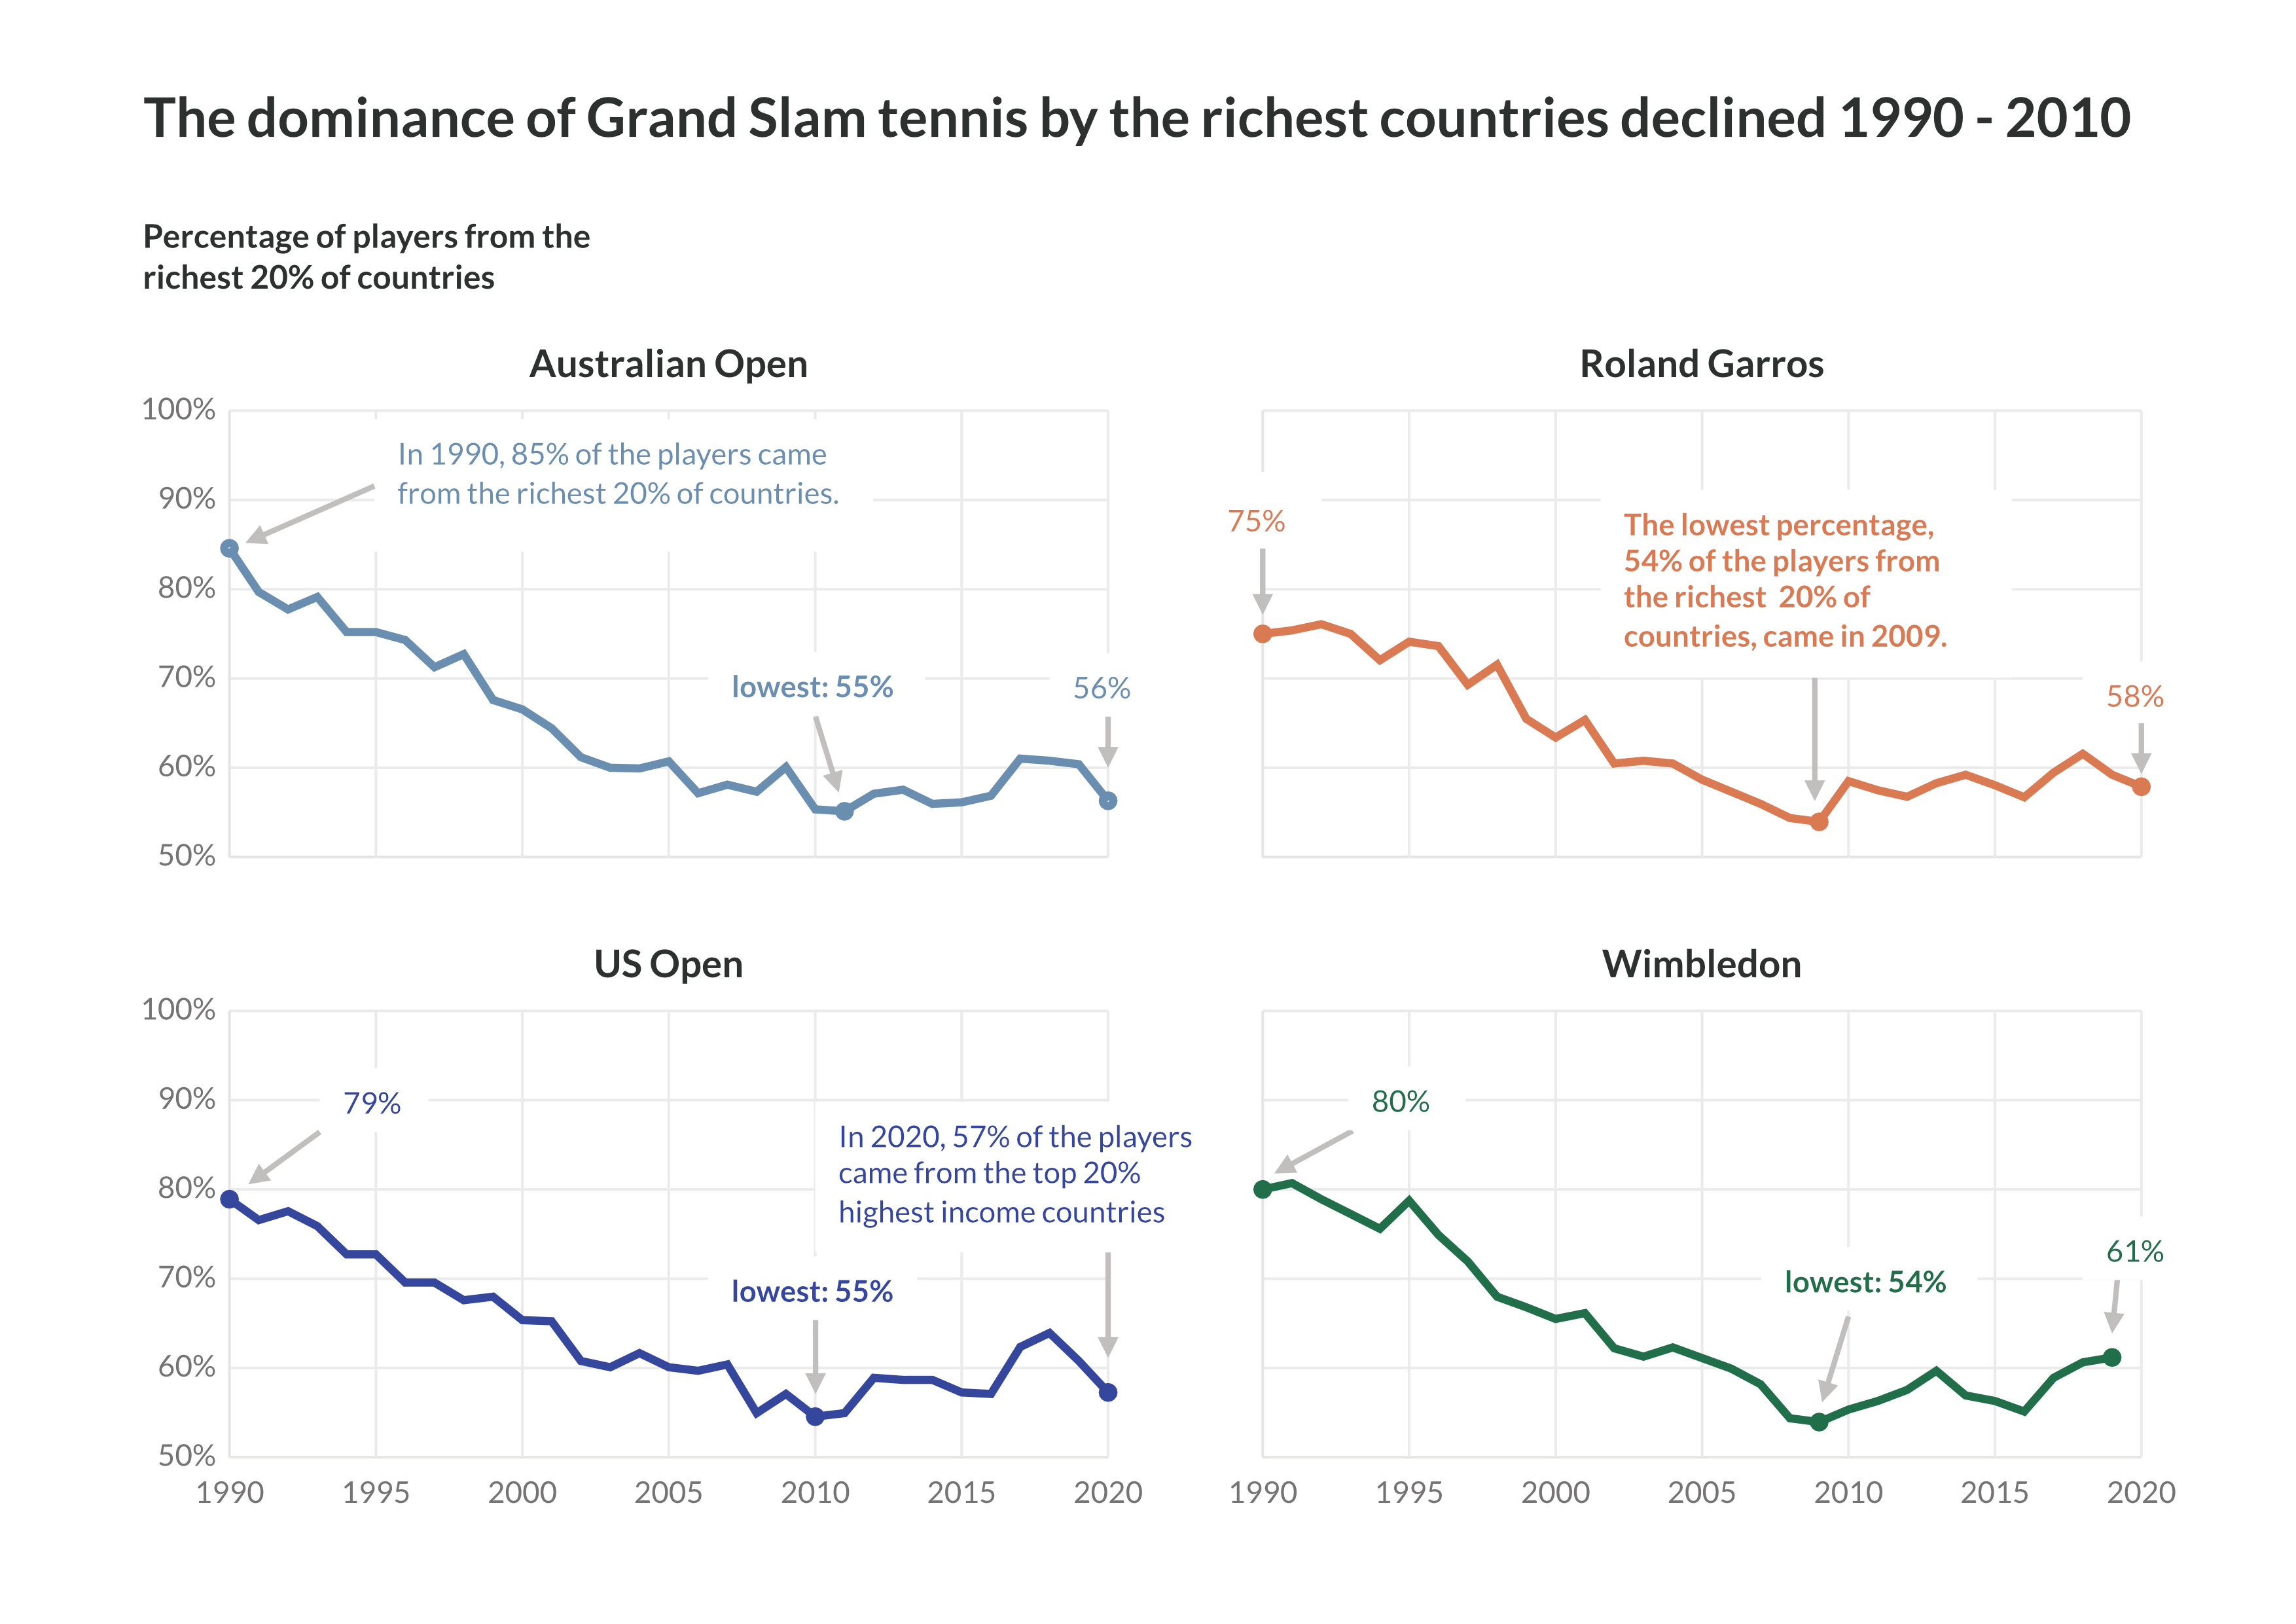 The dominance of Grand Slam tennis by the richest countries declined 1990 - 2010
Percentage of players from the
richest 20% of countries
Australian Open
100%
90%
80%
70%
60%
50%
In 1990, 85% of the players came
from the richest 20% of countries.
lowest: 55%
56%
Roland Garros
75%
The lowest percentage,
54% of the players from
the richest  20% of
countries, came in 2009.
58%
US Open
100%
90%
80%
70%
60%
50%
79%
In 2020, 57% of the players
came from the top 20%
highest income countries
lowest: 55%
1990 1995 2000 2005 2010 2015 2020
Wimbledon
80%
61%
lowest: 54%
1990 1995 2000 2005 2010 2015 2020